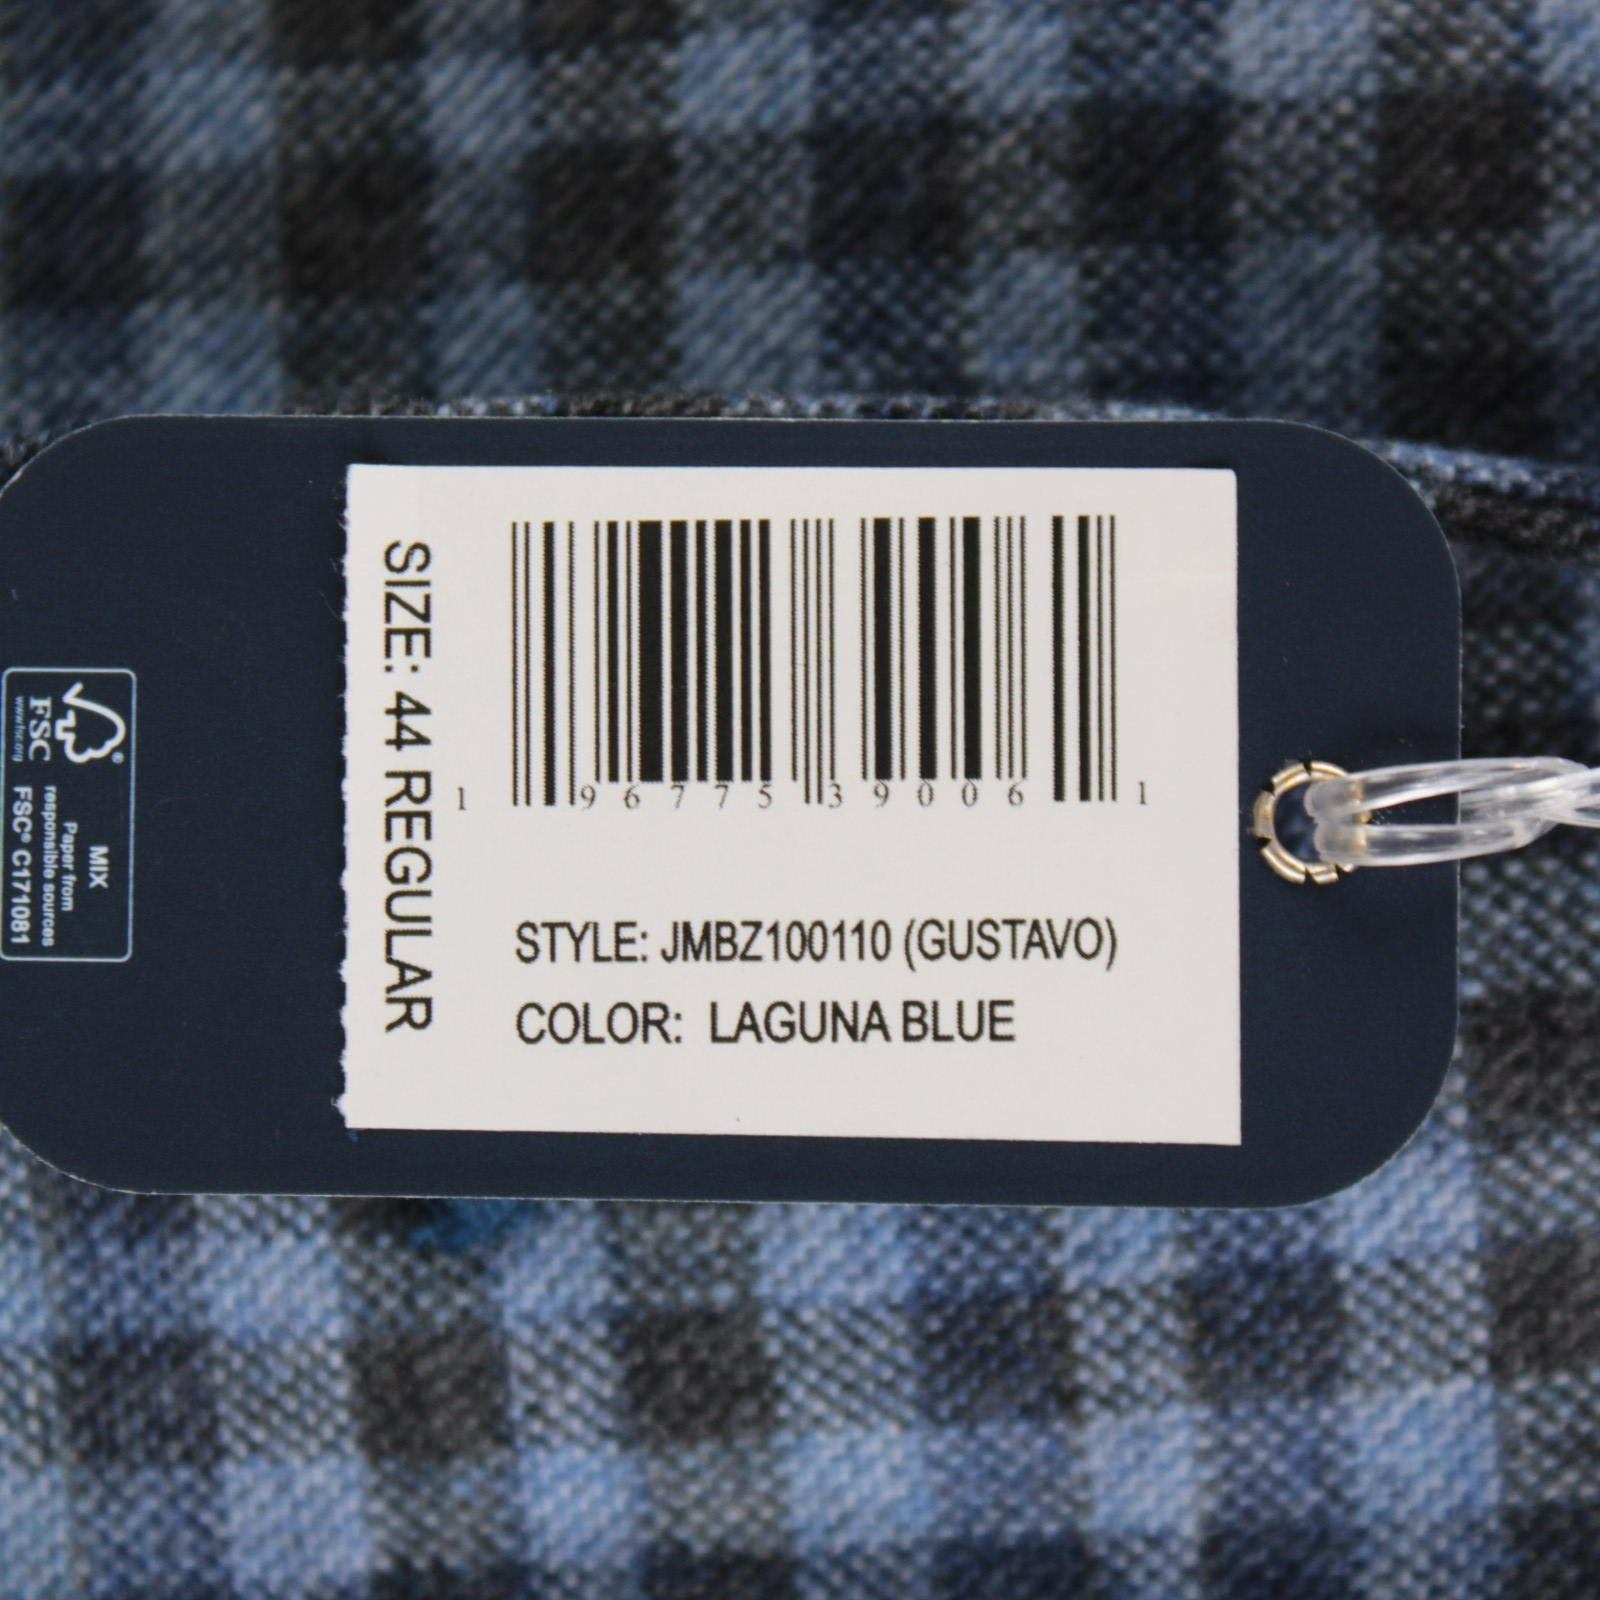 SIZE: 44 REGULAR
1 96775 39006 1
STYLE: JMBZ100110 (GUSTAVO)
COLOR: LAGUNA BLUE
FSC
www.fsc.org
®
MIX
Paper from
responsible sources
FSC® C171081